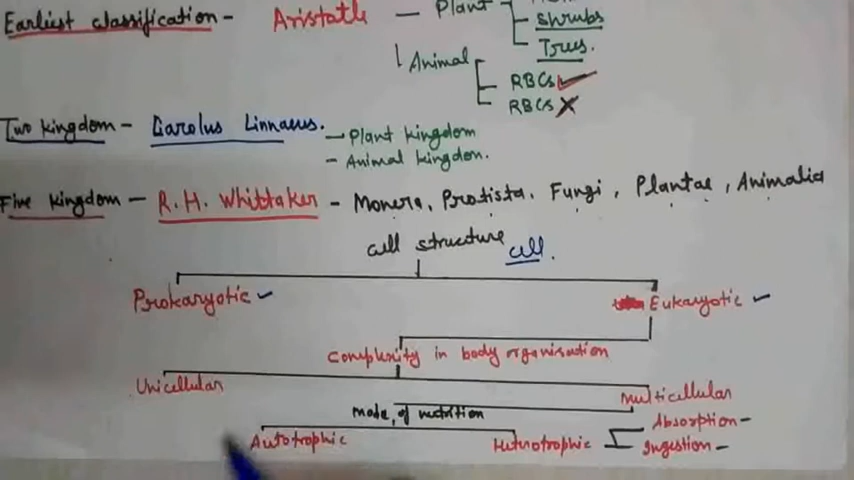 Earliest classification - Aristatle — Plant
Shrubs
Trees.
Animal
RBCs
RBCs
Two kingdom - Carolus Linnaeus.
- Plant kingdom
- Animal kingdom.
Five kingdom - R.H. Whittaker - Monera, Protista, Fungi, Plantae, Animalia
cell structure cell.
Prokaryotic
Eukaryotic
Complexity in body organisation
Unicellular
Multicellular
Mode of nutrition
Absorption-
Autotrophic
Heterotrophic
Ingestion-